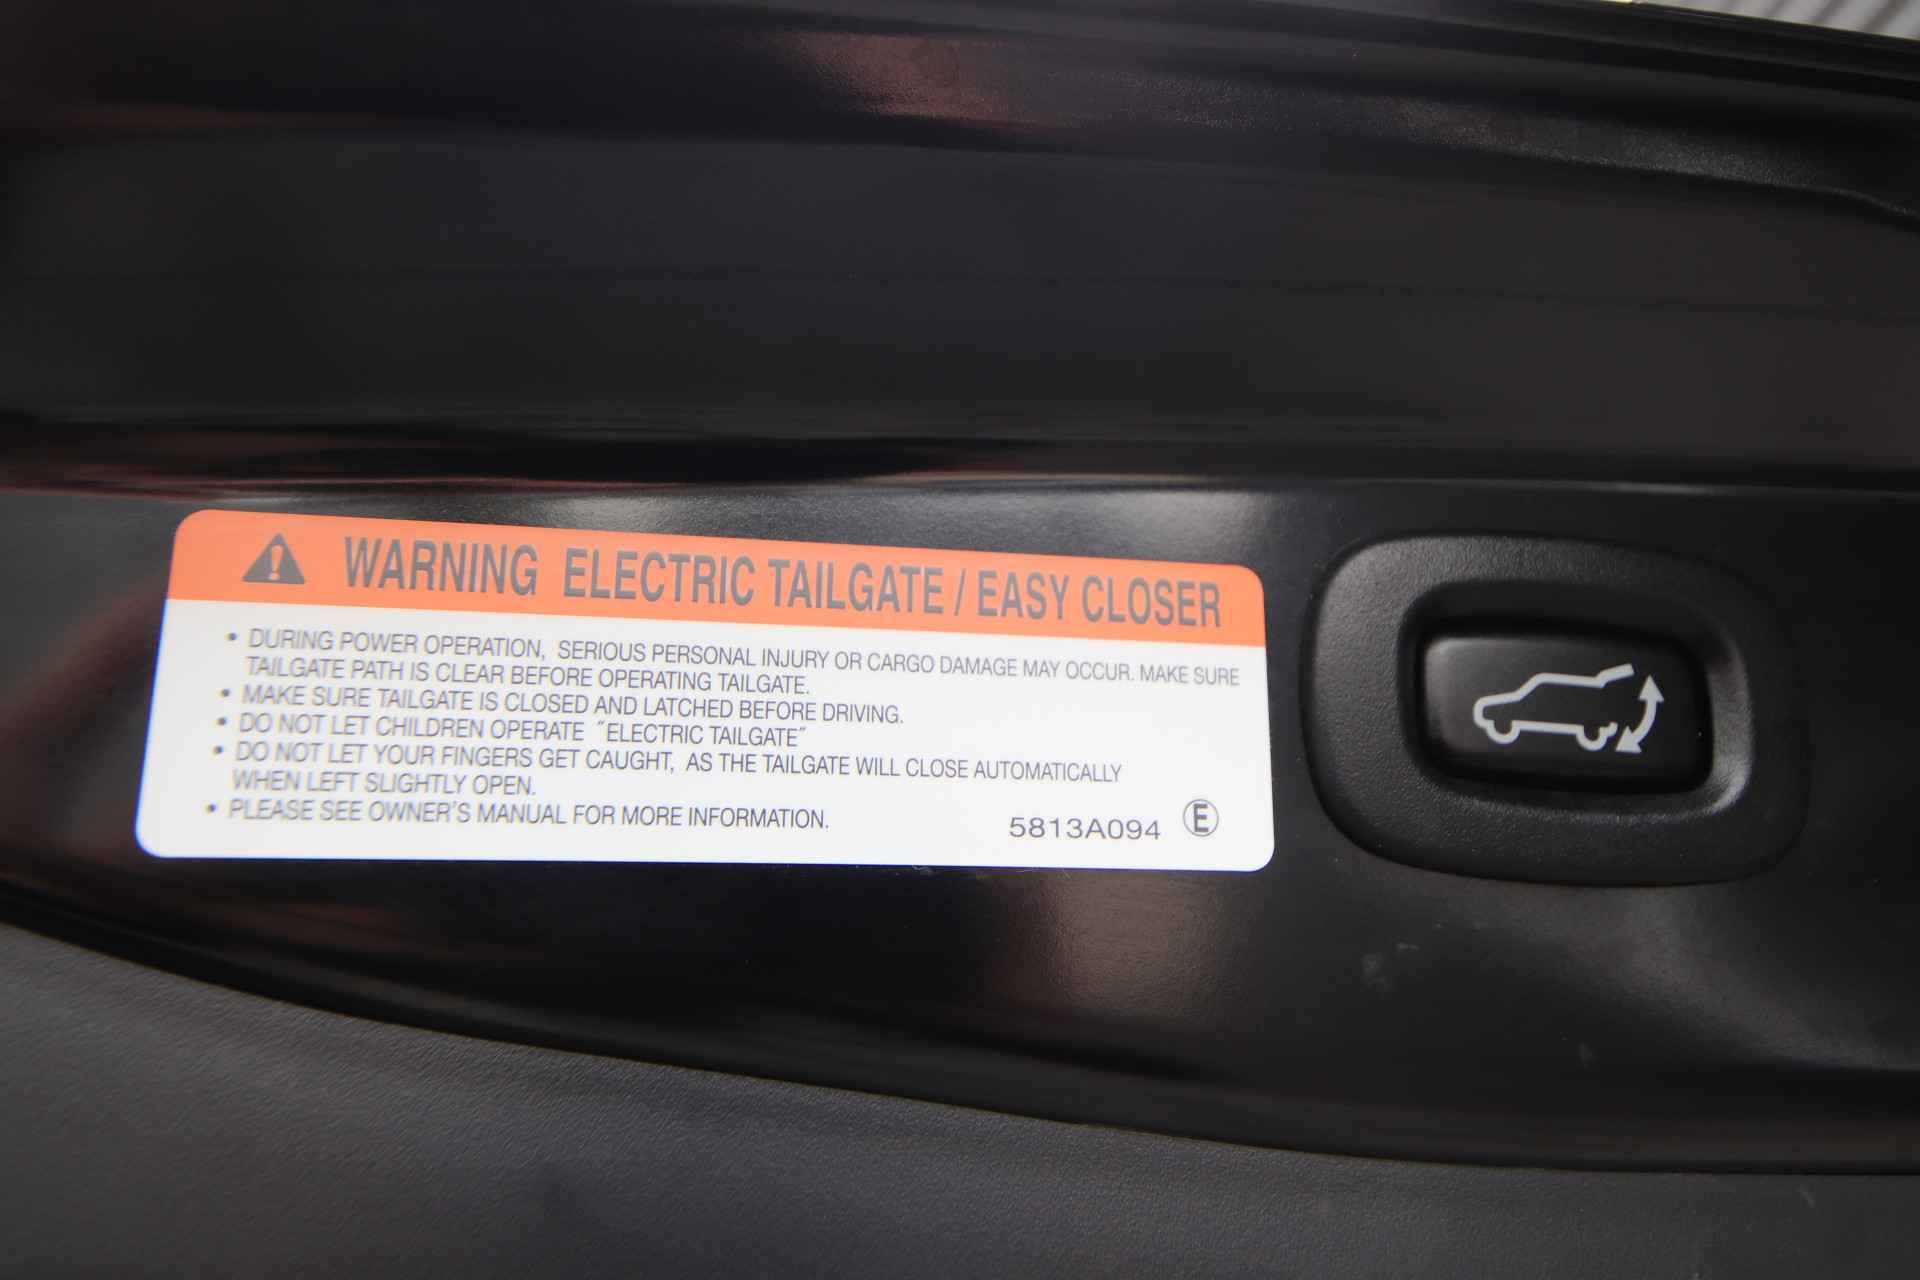 WARNING ELECTRIC TAILGATE / EASY CLOSER
• DURING POWER OPERATION, SERIOUS PERSONAL INJURY OR CARGO DAMAGE MAY OCCUR. MAKE SURE
TAILGATE PATH IS CLEAR BEFORE OPERATING TAILGATE.
• MAKE SURE TAILGATE IS CLOSED AND LATCHED BEFORE DRIVING.
• DO NOT LET CHILDREN OPERATE "ELECTRIC TAILGATE"
• DO NOT LET YOUR FINGERS GET CAUGHT, AS THE TAILGATE WILL CLOSE AUTOMATICALLY
WHEN LEFT SLIGHTLY OPEN.
• PLEASE SEE OWNER'S MANUAL FOR MORE INFORMATION.
5813A094 Ⓔ